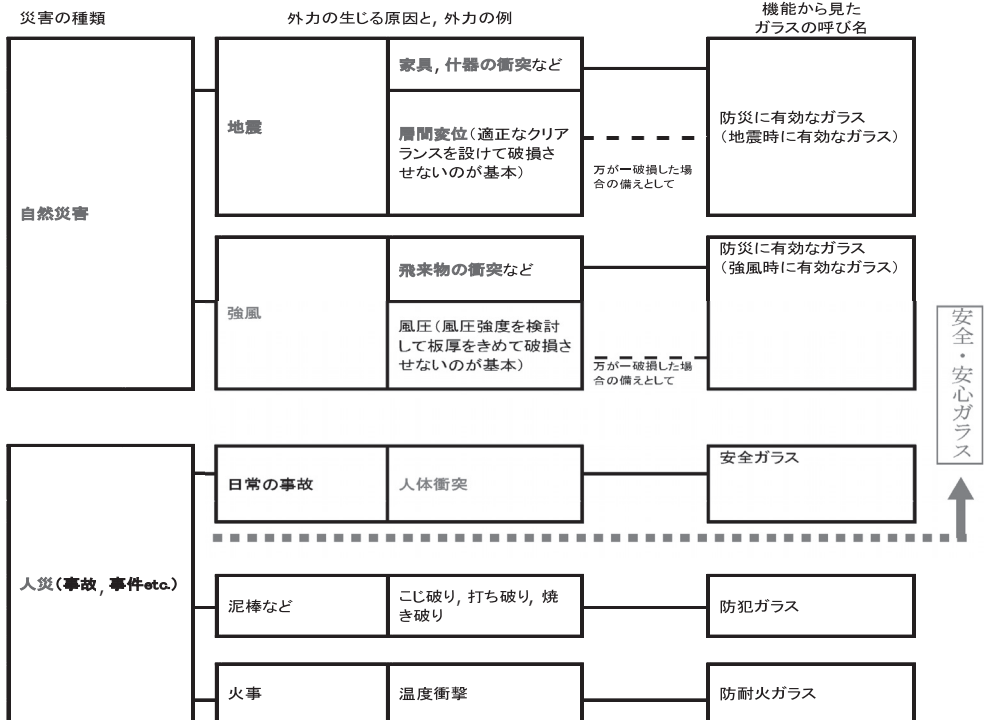 災害の種類
外力の生じる原因と，外力の例
機能から見た
ガラスの呼び名
自然災害
地震
家具，什器の衝突など
層間変位（適正なクリア
ランスを設けて破損さ
せないのが基本）
万が一破損した場
合の備えとして
防災に有効なガラス
（地震時に有効なガラス）
強風
飛来物の衝突など
風圧（風圧強度を検討
して板厚をきめて破損さ
せないのが基本）
万が一破損した場
合の備えとして
防災に有効なガラス
（強風時に有効なガラス）
安全・安心ガラス
人災（事故，事件etc.）
日常の事故
人体衝突
安全ガラス
泥棒など
こじ破り，打ち破り，焼
き破り
防犯ガラス
火事
温度衝撃
防耐火ガラス